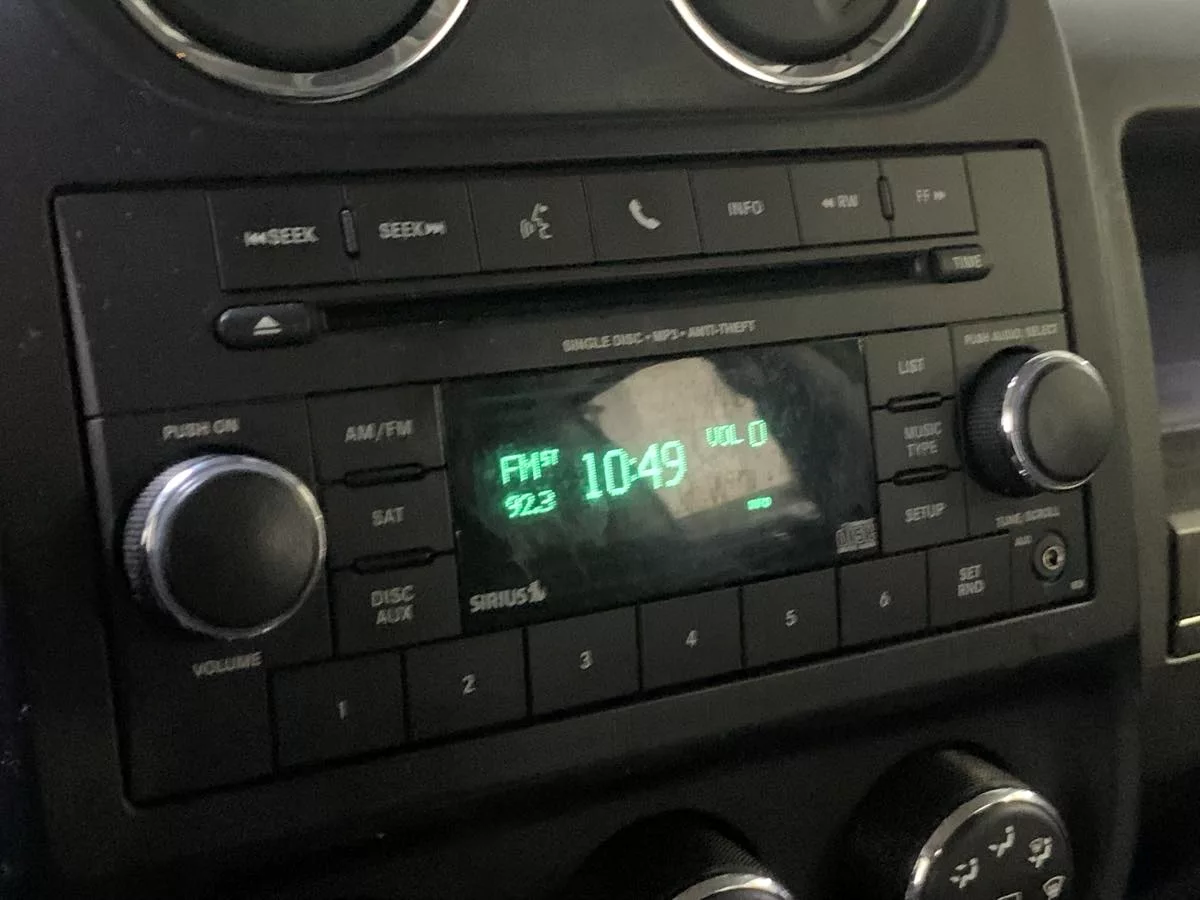 SEEK
SEEK
INFO
RW
FF
TIME
SINGLE DISC • MP3 • ANTI-THEFT
PUSH AUDIO SELECT
PUSH ON
AM/FM
SAT
DISC
AUX
FM ST
92.3
10:49
VOL 0
SIRIUS
LIST
MUSIC
TYPE
SETUP
TUNE/SCROLL
AUX
SET
RND
VOLUME
1
2
3
4
5
6